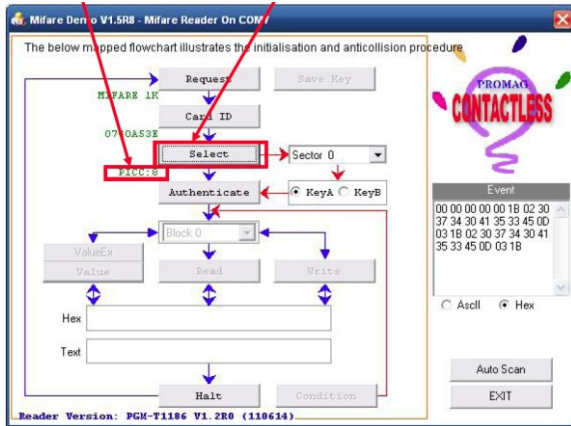 Mifare Demo V1.5R8 - Mifare Reader On COM7
The below mapped flowchart illustrates the initialisation and anticollision procedure
Request
Save Key
MIFARE 1K
Card ID
0740A53E
Select
Sector 0
PICC:8
Authenticate
KeyA
KeyB
Block 0
ValueEx
Value
Read
Write
Hex
Text
Halt
Condition
Reader Version: PGM-T1186 V1.2R0 (110614)
PROMAG
CONTACTLESS
Event
00 00 00 00 00 1B 02 30
37 34 30 41 35 33 45 0D
03 1B 02 30 37 34 30 41
35 33 45 0D 03 1B
AscII
Hex
Auto Scan
EXIT